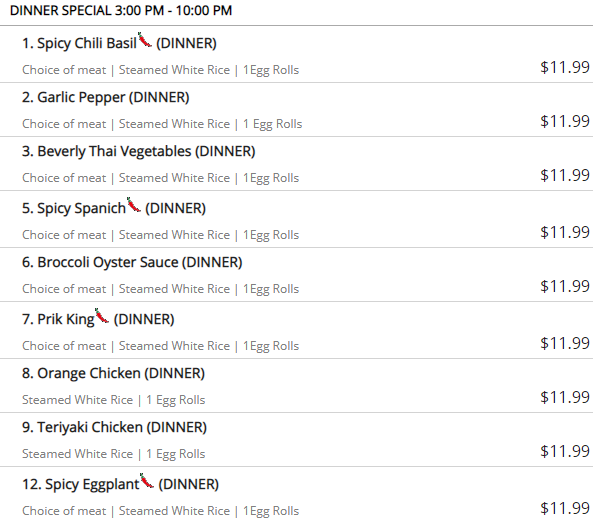 DINNER SPECIAL 3:00 PM - 10:00 PM
1. Spicy Chili Basil (DINNER)
Choice of meat | Steamed White Rice | 1Egg Rolls
$11.99
2. Garlic Pepper (DINNER)
Choice of meat | Steamed White Rice | 1 Egg Rolls
$11.99
3. Beverly Thai Vegetables (DINNER)
Choice of meat | Steamed White Rice | 1Egg Rolls
$11.99
5. Spicy Spanich (DINNER)
Choice of meat | Steamed White Rice | 1Egg Rolls
$11.99
6. Broccoli Oyster Sauce (DINNER)
Choice of meat | Steamed White Rice | 1Egg Rolls
$11.99
7. Prik King (DINNER)
Choice of meat | Steamed White Rice | 1Egg Rolls
$11.99
8. Orange Chicken (DINNER)
Steamed White Rice | 1 Egg Rolls
$11.99
9. Teriyaki Chicken (DINNER)
Steamed White Rice | 1 Egg Rolls
$11.99
12. Spicy Eggplant (DINNER)
Choice of meat | Steamed White Rice | 1Egg Rolls
$11.99